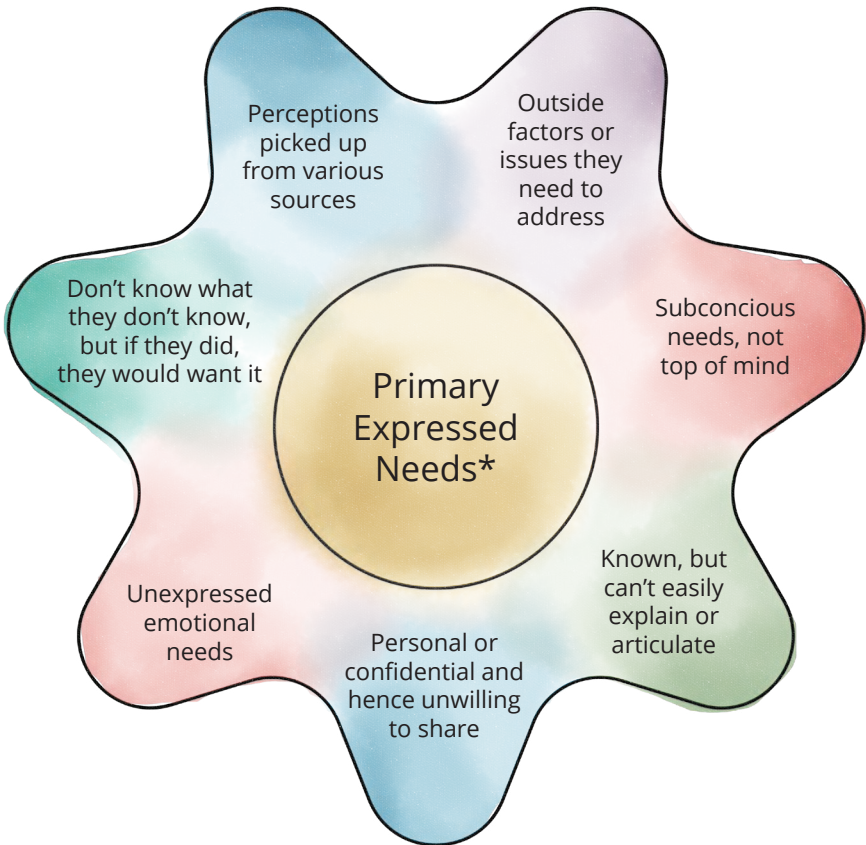 Perceptions
picked up
from various
sources
Outside
factors or
issues they
need to
address
Don’t know what
they don’t know,
but if they did,
they would want it
Subconcious
needs, not
top of mind
Primary
Expressed
Needs*
Known, but
can’t easily
explain or
articulate
Unexpressed
emotional
needs
Personal or
confidential and
hence unwilling
to share